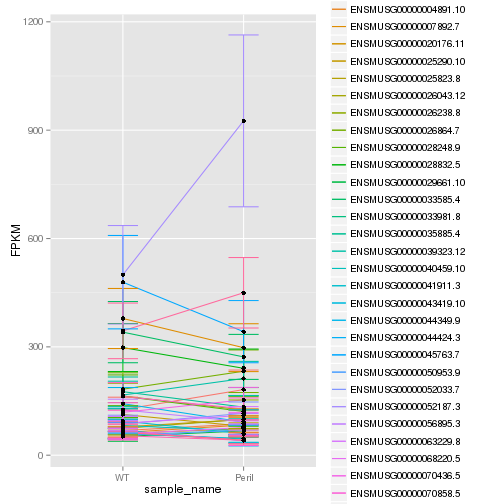 1200
900
600
300
0
FPKM
WT
Peril
sample_name
ENSMUSG00000004891.10
ENSMUSG00000007892.7
ENSMUSG00000020176.11
ENSMUSG00000025290.10
ENSMUSG00000025823.8
ENSMUSG00000026043.12
ENSMUSG00000026238.8
ENSMUSG00000026864.7
ENSMUSG00000028248.9
ENSMUSG00000028832.5
ENSMUSG00000029661.10
ENSMUSG00000033585.4
ENSMUSG00000033981.8
ENSMUSG00000035885.4
ENSMUSG00000039323.12
ENSMUSG00000040459.10
ENSMUSG00000041911.3
ENSMUSG00000043419.10
ENSMUSG00000044349.9
ENSMUSG00000044424.3
ENSMUSG00000045763.7
ENSMUSG00000050953.9
ENSMUSG00000052033.7
ENSMUSG00000052187.3
ENSMUSG00000056895.3
ENSMUSG00000063229.8
ENSMUSG00000068220.5
ENSMUSG00000070436.5
ENSMUSG00000070858.5